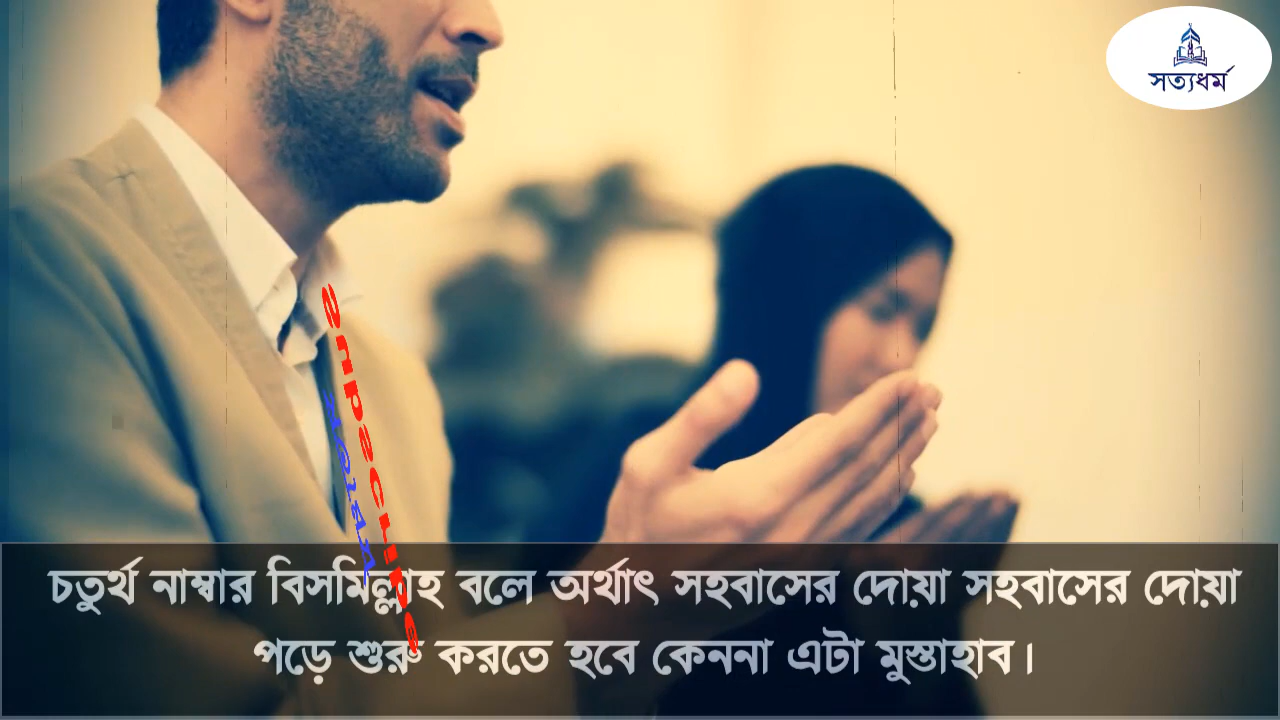 সত্যধর্ম
চতুর্থ নাম্বার বিসমিল্লাহ বলে অর্থাৎ সহবাসের দোয়া সহবাসের দোয়া
পড়ে শুরু করতে হবে কেননা এটা মুস্তাহাব।